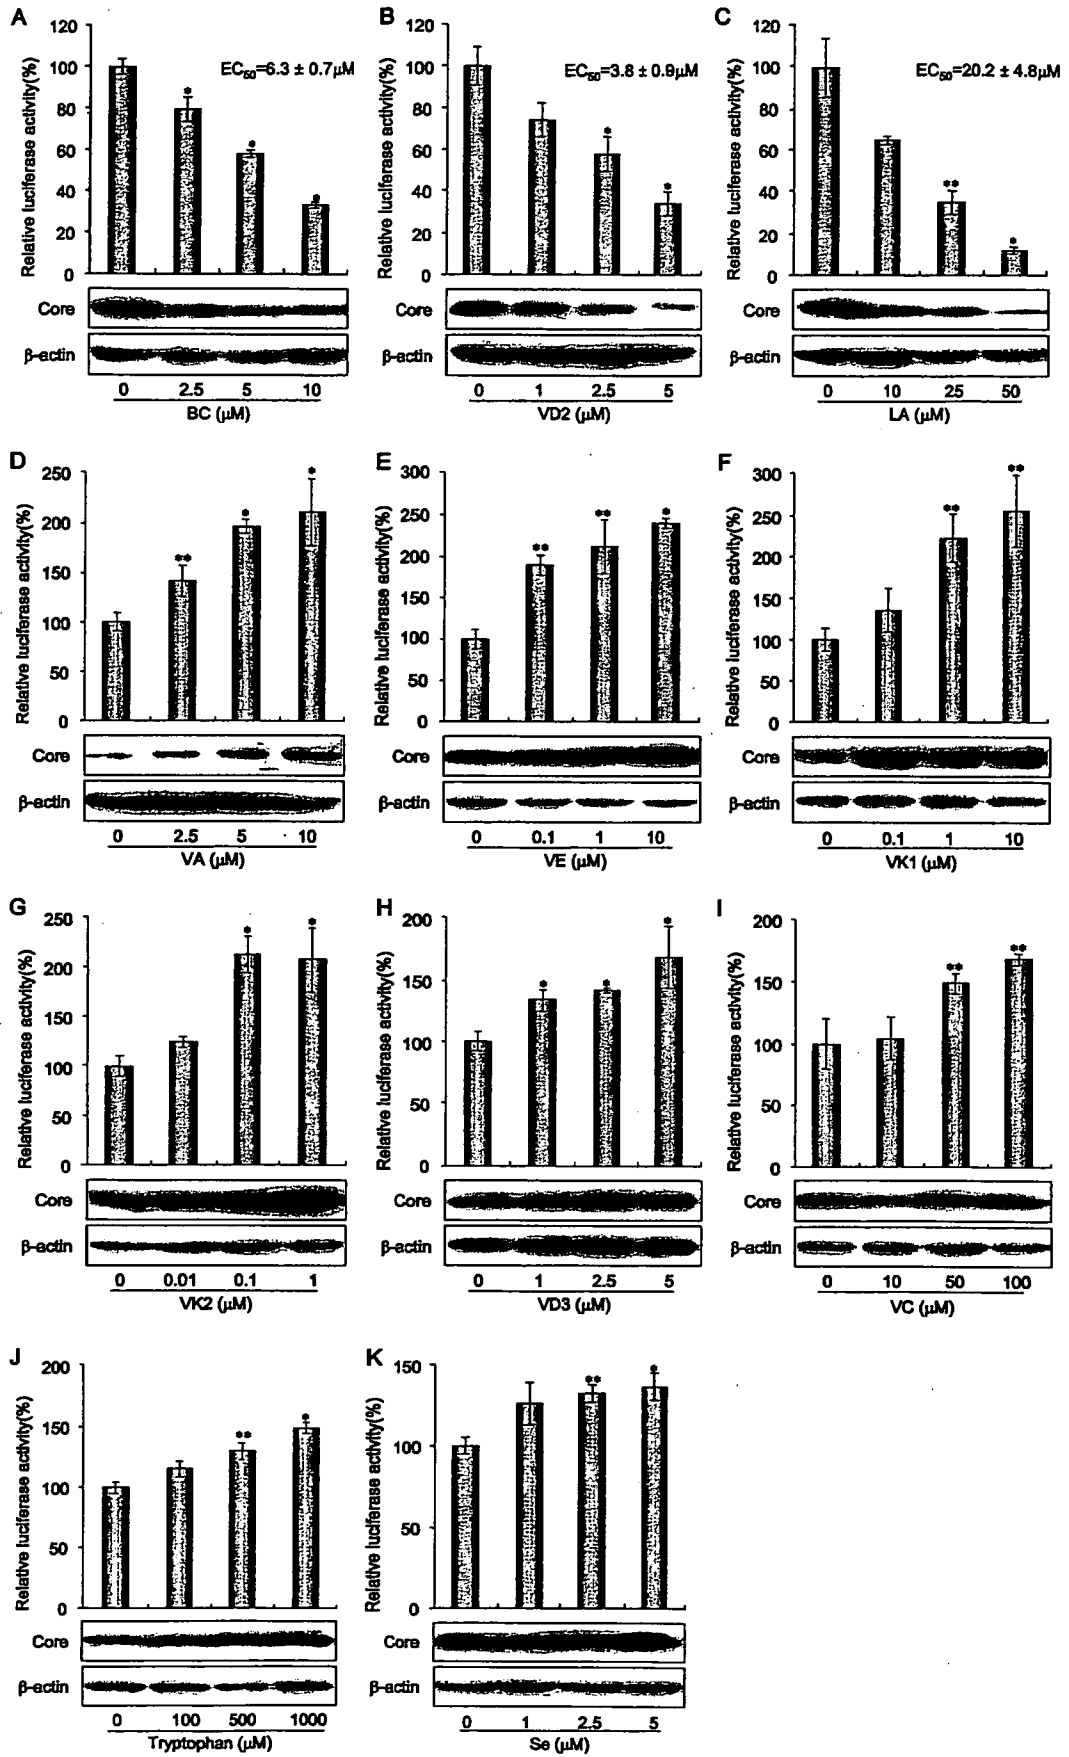 A
Relative luciferase activity(%)
120
100
80
60
40
20
0
EC50=6.3 ± 0.7μM
*
*
*
Core
β-actin
0 2.5 5 10
BC (μM)
B
Relative luciferase activity(%)
120
100
80
60
40
20
0
EC50=3.8 ± 0.9μM
*
*
Core
β-actin
0 1 2.5 5
VD2 (μM)
C
Relative luciferase activity(%)
120
100
80
60
40
20
0
EC50=20.2 ± 4.8μM
**
*
Core
β-actin
0 10 25 50
LA (μM)
D
Relative luciferase activity(%)
250
200
150
100
50
0
**
*
*
Core
β-actin
0 2.5 5 10
VA (μM)
E
Relative luciferase activity(%)
300
250
200
150
100
50
0
**
**
*
Core
β-actin
0 0.1 1 10
VE (μM)
F
Relative luciferase activity(%)
300
250
200
150
100
50
0
**
**
Core
β-actin
0 0.1 1 10
VK1 (μM)
G
Relative luciferase activity(%)
250
200
150
100
50
0
*
*
Core
β-actin
0 0.01 0.1 1
VK2 (μM)
H
Relative luciferase activity(%)
200
150
100
50
0
*
*
*
Core
β-actin
0 1 2.5 5
VD3 (μM)
I
Relative luciferase activity(%)
200
150
100
50
0
**
**
Core
β-actin
0 10 50 100
VC (μM)
J
Relative luciferase activity(%)
200
150
100
50
0
**
*
Core
β-actin
0 100 500 1000
Tryptophan (μM)
K
Relative luciferase activity(%)
150
100
50
0
**
*
Core
β-actin
0 1 2.5 5
Se (μM)